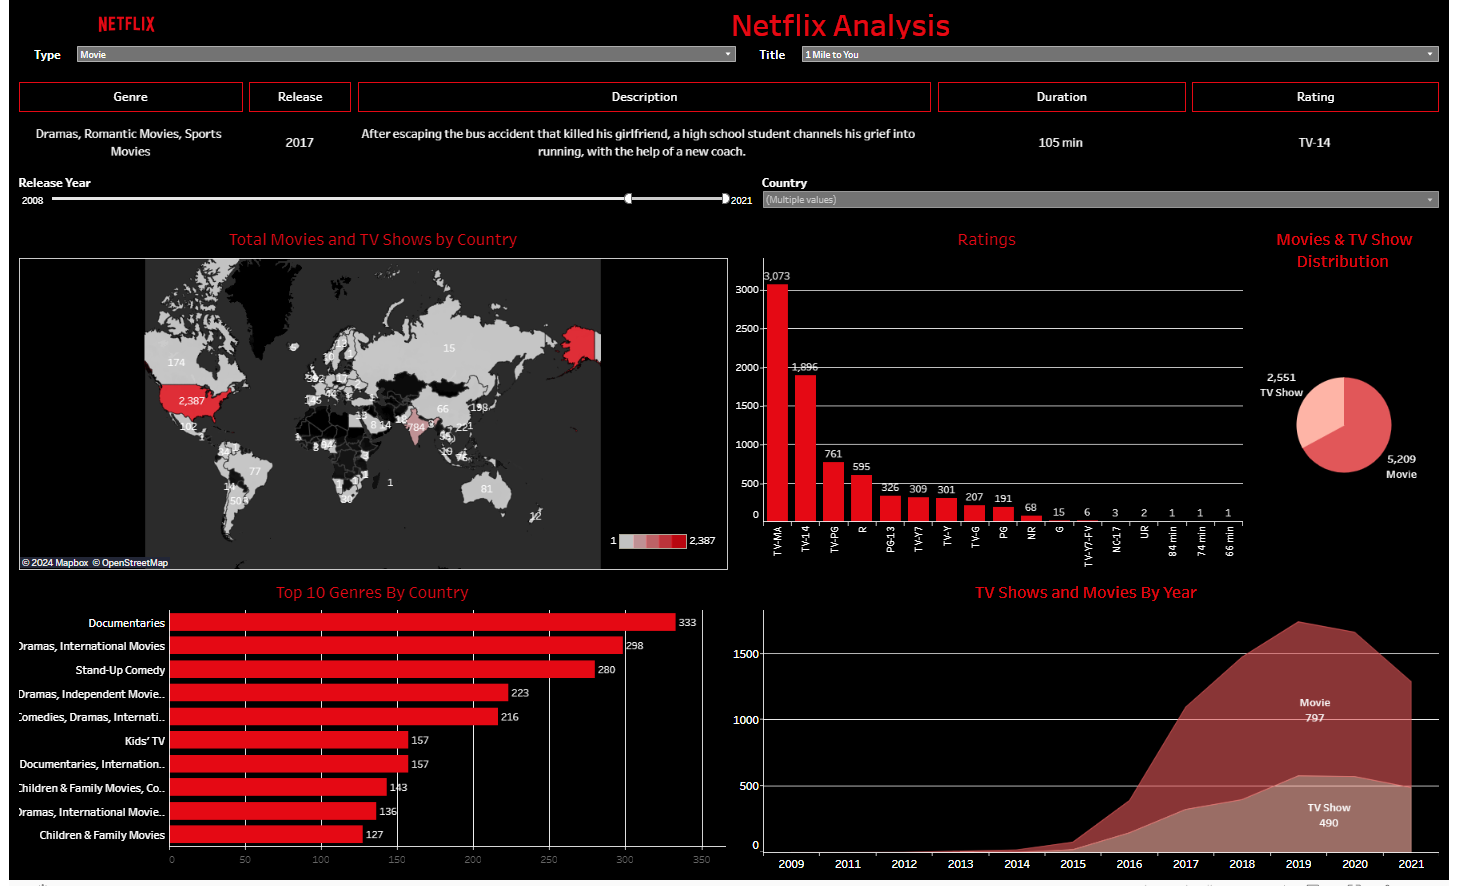 NETFLIX
Netflix Analysis
Type
Movie
Title
1 Mile to You
Genre
Release
Description
Duration
Rating
Dramas, Romantic Movies, Sports
Movies
2017
After escaping the bus accident that killed his girlfriend, a high school student channels his grief into
running, with the help of a new coach.
105 min
TV-14
Release Year
2008
2021
Country
(Multiple values)
Total Movies and TV Shows by Country
174
2,387
102
77
15
66
784
8 14
198
19
81
12
1
1 2,387
© 2024 Mapbox © OpenStreetMap
Ratings
3000
2500
2000
1500
1000
500
0
3,073
1,896
761
595
326
309
301
207
191
68
15
6
3
2
1
1
1
TV-MA
TV-14
TV-PG
R
PG-13
TV-Y7
TV-Y
TV-G
PG
NR
G
TV-Y7-FV
NC-17
UR
84 min
74 min
66 min
Movies & TV Show
Distribution
2,551
TV Show
5,209
Movie
Top 10 Genres By Country
Documentaries 333
Dramas, International Movies 298
Stand-Up Comedy 280
Dramas, Independent Movie.. 223
Comedies, Dramas, Internati.. 216
Kids' TV 157
Documentaries, Internation.. 157
Children & Family Movies, Co.. 143
Dramas, International Movie.. 136
Children & Family Movies 127
0 50 100 150 200 250 300 350
TV Shows and Movies By Year
1500
1000
500
0
Movie
797
TV Show
490
2009 2011 2012 2013 2014 2015 2016 2017 2018 2019 2020 2021